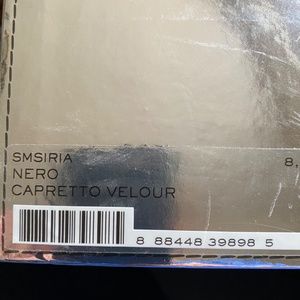 SMSIRIA 8,
NERO
CAPRETTO VELOUR
8 88448 39898 5